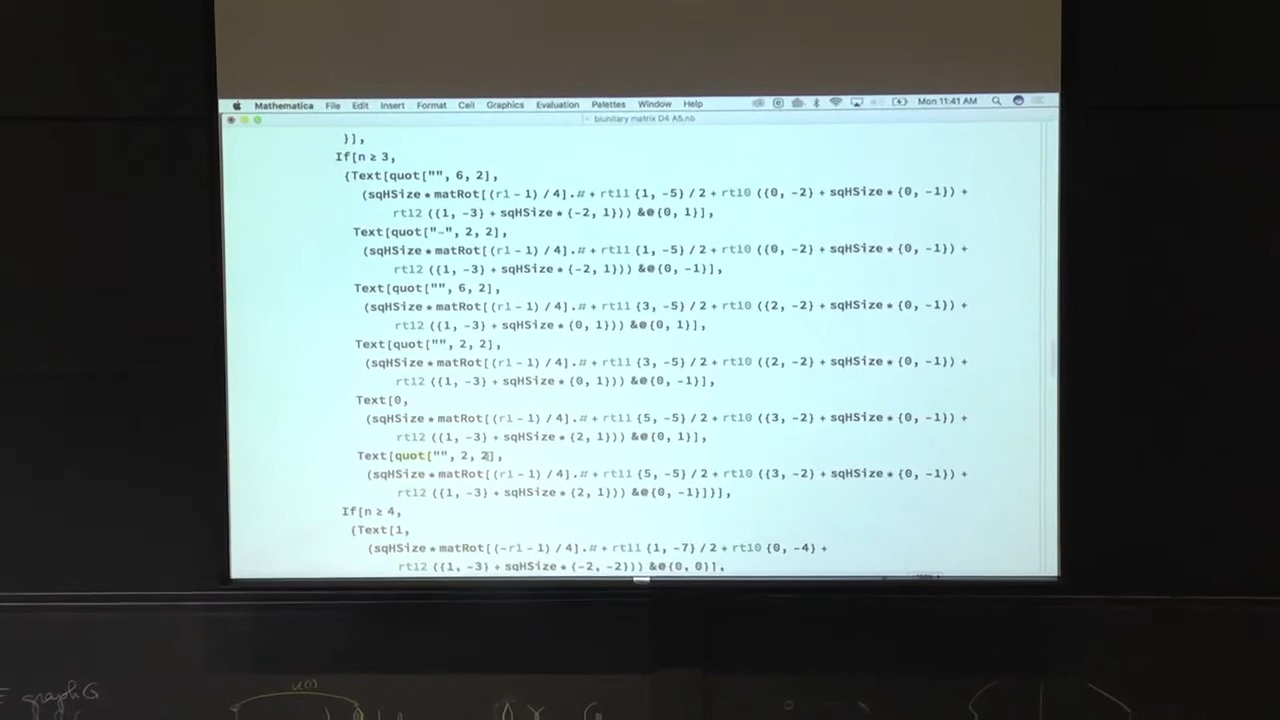 Mathematica File Edit Insert Format Cell Graphics Evaluation Palettes Window Help Mon 11:41 AM
biunitary matrix D4 A5.nb
}],
If[n ≥ 3,
{Text[quot["", 6, 2],
(sqHSize * matRot[(r1 - 1) / 4].# + rt11 {1, -5} / 2 + rt10 ({0, -2} + sqHSize * {0, -1}) +
rt12 ({1, -3} + sqHSize * {-2, 1})) &@{0, 1}],
Text[quot["-", 2, 2],
(sqHSize * matRot[(r1 - 1) / 4].# + rt11 {1, -5} / 2 + rt10 ({0, -2} + sqHSize * {0, -1}) +
rt12 ({1, -3} + sqHSize * {-2, 1})) &@{0, -1}],
Text[quot["", 6, 2],
(sqHSize * matRot[(r1 - 1) / 4].# + rt11 {3, -5} / 2 + rt10 ({2, -2} + sqHSize * {0, -1}) +
rt12 ({1, -3} + sqHSize * {0, 1})) &@{0, 1}],
Text[quot["", 2, 2],
(sqHSize * matRot[(r1 - 1) / 4].# + rt11 {3, -5} / 2 + rt10 ({2, -2} + sqHSize * {0, -1}) +
rt12 ({1, -3} + sqHSize * {0, 1})) &@{0, -1}],
Text[0,
(sqHSize * matRot[(r1 - 1) / 4].# + rt11 {5, -5} / 2 + rt10 ({3, -2} + sqHSize * {0, -1}) +
rt12 ({1, -3} + sqHSize * {2, 1})) &@{0, 1}],
Text[quot["", 2, 2],
(sqHSize * matRot[(r1 - 1) / 4].# + rt11 {5, -5} / 2 + rt10 ({3, -2} + sqHSize * {0, -1}) +
rt12 ({1, -3} + sqHSize * {2, 1})) &@{0, -1}]}],
If[n ≥ 4,
{Text[1,
(sqHSize * matRot[(-r1 - 1) / 4].# + rt11 {1, -7} / 2 + rt10 {0, -4} +
rt12 ({1, -3} + sqHSize * {-2, -2})) &@{0, 0}],
graph G